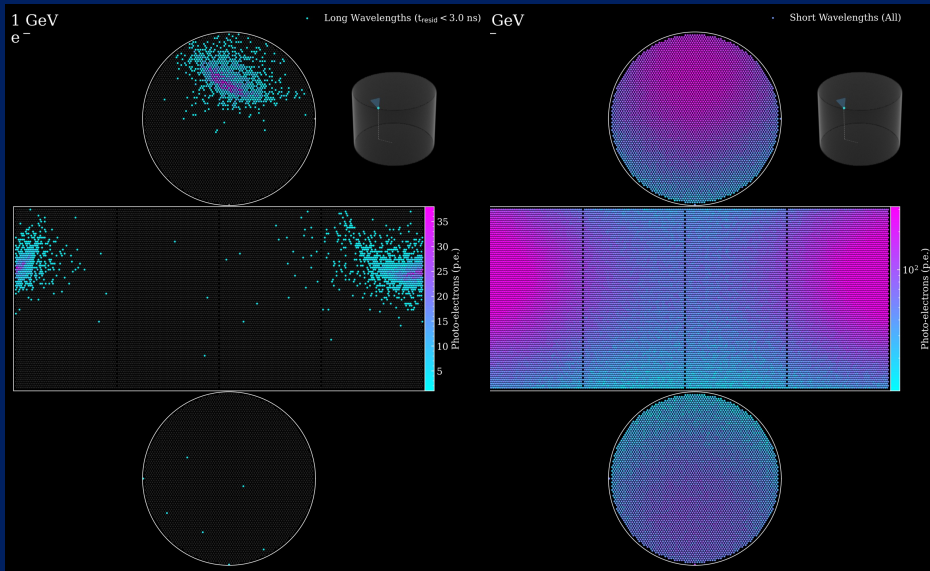 1 GeV
e⁻
Long Wavelengths (t_resid < 3.0 ns)
GeV
−
Short Wavelengths (All)
35
30
25
20
15
10
5
Photo-electrons (p.e.)
10²
Photo-electrons (p.e.)